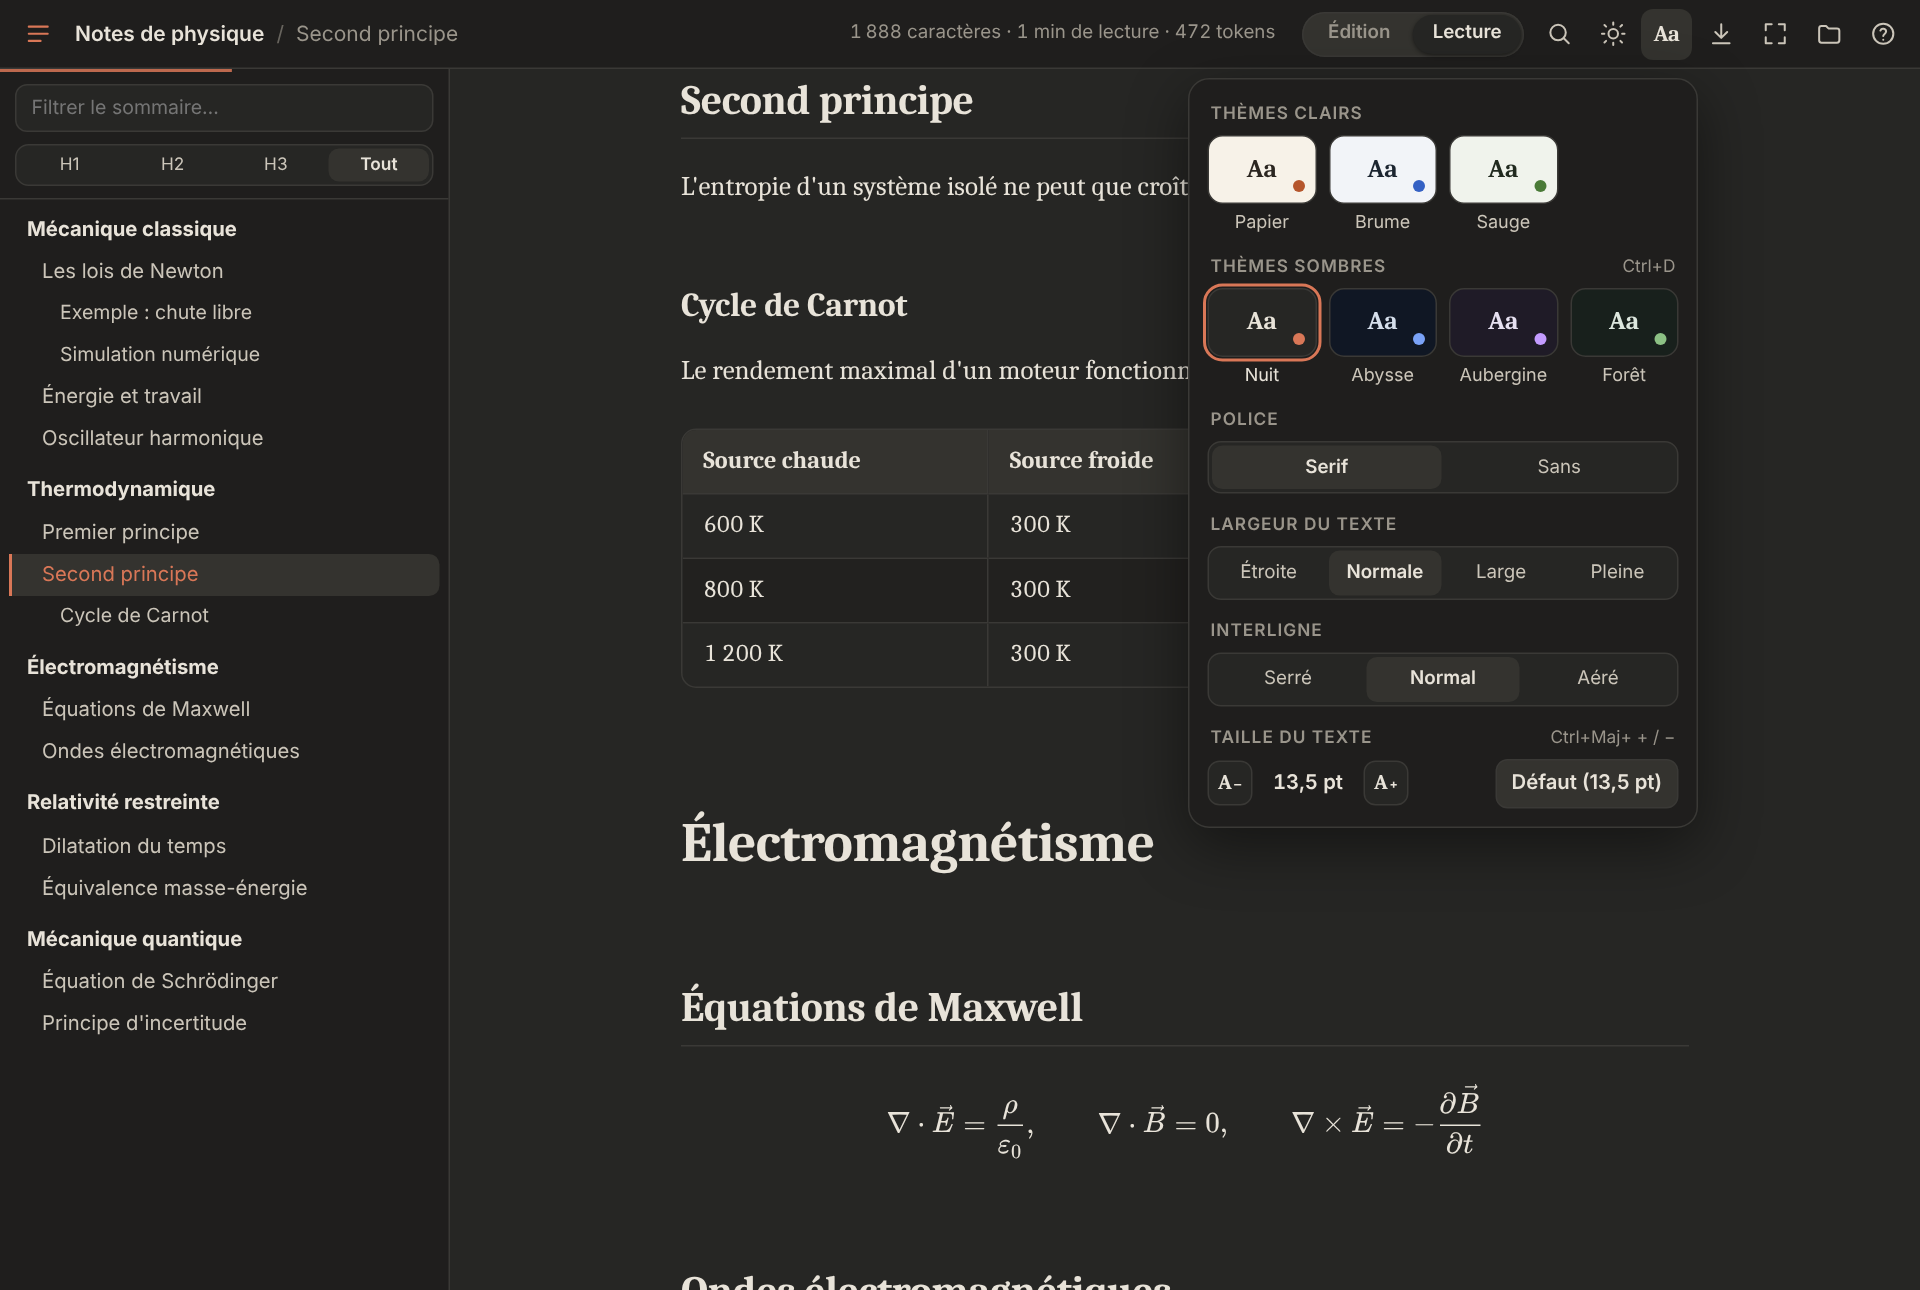 Notes de physique / Second principe
1 888 caractères · 1 min de lecture · 472 tokens
Édition
Lecture
Aa
Filtrer le sommaire...
H1
H2
H3
Tout
Mécanique classique
Les lois de Newton
Exemple : chute libre
Simulation numérique
Énergie et travail
Oscillateur harmonique
Thermodynamique
Premier principe
Second principe
Cycle de Carnot
Électromagnétisme
Équations de Maxwell
Ondes électromagnétiques
Relativité restreinte
Dilatation du temps
Équivalence masse-énergie
Mécanique quantique
Équation de Schrödinger
Principe d'incertitude
Second principe
L'entropie d'un système isolé ne peut que croît
Cycle de Carnot
Le rendement maximal d'un moteur fonctionn
Source chaude
Source froide
600 K
300 K
800 K
300 K
1 200 K
300 K
Électromagnétisme
Équations de Maxwell
∇ · E⃗ = ρ/ε₀, ∇ · B⃗ = 0, ∇ × E⃗ = −∂B⃗/∂t
Ondes électromagnétiques
THÈMES CLAIRS
Aa
Aa
Aa
Papier
Brume
Sauge
THÈMES SOMBRES
Ctrl+D
Aa
Aa
Aa
Aa
Nuit
Abysse
Aubergine
Forêt
POLICE
Serif
Sans
LARGEUR DU TEXTE
Étroite
Normale
Large
Pleine
INTERLIGNE
Serré
Normal
Aéré
TAILLE DU TEXTE
Ctrl+Maj+ + / −
A−
13,5 pt
A+
Défaut (13,5 pt)